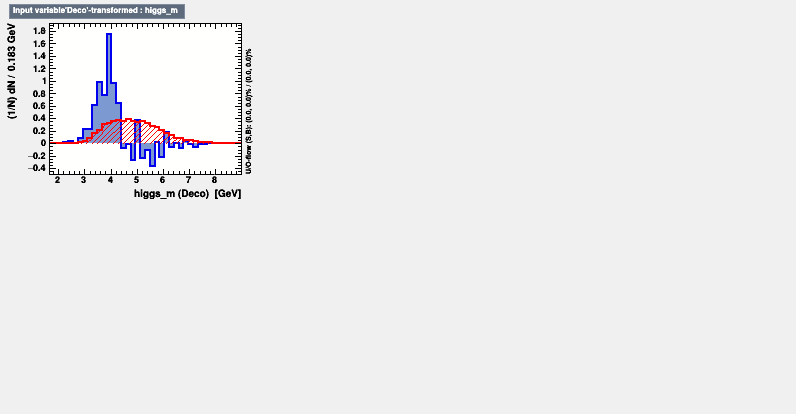 Input variable'Deco'-transformed : higgs_m
(1/N) dN / 0.183 GeV
1.8
1.6
1.4
1.2
1
0.8
0.6
0.4
0.2
0
−0.2
−0.4
2 3 4 5 6 7 8
higgs_m (Deco) [GeV]
U/O-flow (S,B): (0.0, 0.0)% / (0.0, 0.0)%